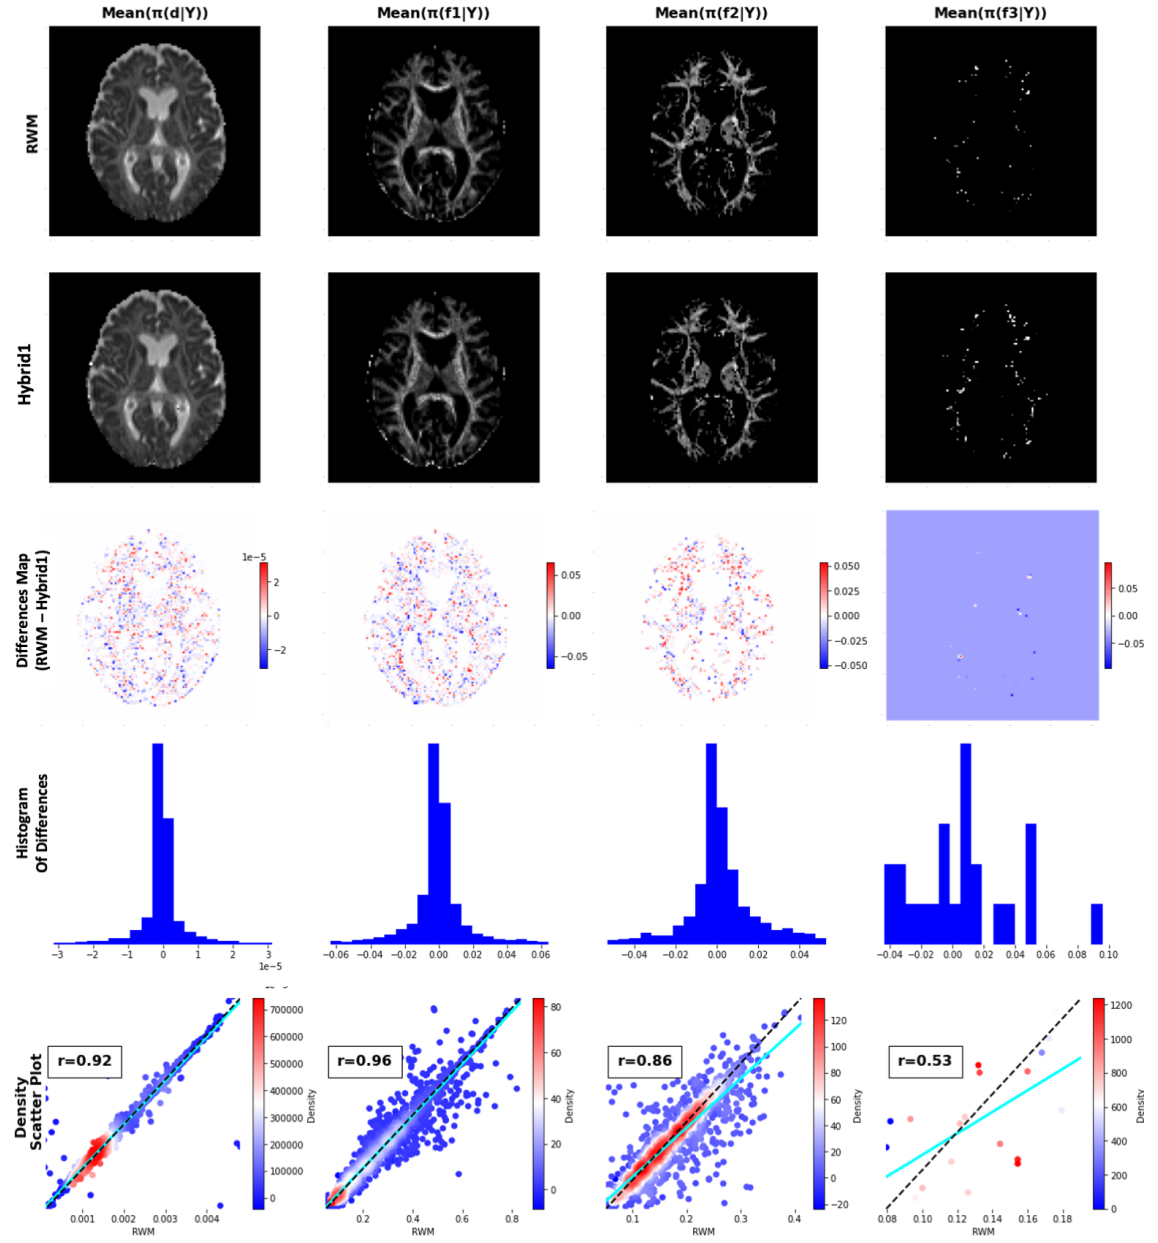 Mean(π(d|Y)) Mean(π(f1|Y)) Mean(π(f2|Y)) Mean(π(f3|Y))
RWM
Hybrid1
Differences Map
(RWM – Hybrid1)
1e−5
2
0
−2
0.05
0.00
−0.05
0.050
0.025
0.000
−0.025
−0.050
0.05
0.00
−0.05
Histogram
Of Differences
−3 −2 −1 0 1 2 3
1e−5
−0.06 −0.04 −0.02 0.00 0.02 0.04 0.06
−0.04 −0.02 0.00 0.02 0.04
−0.04 −0.02 0.00 0.02 0.04 0.06 0.08 0.10
Density
Scatter Plot
r=0.92
700000
600000
500000
400000
300000
200000
100000
0
Density
0.001 0.002 0.003 0.004
RWM
r=0.96
80
60
40
20
0
Density
0.2 0.4 0.6 0.8
RWM
r=0.86
120
100
80
60
40
20
0
−20
Density
0.1 0.2 0.3 0.4
RWM
r=0.53
1200
1000
800
600
400
200
0
Density
0.08 0.10 0.12 0.14 0.16 0.18
RWM